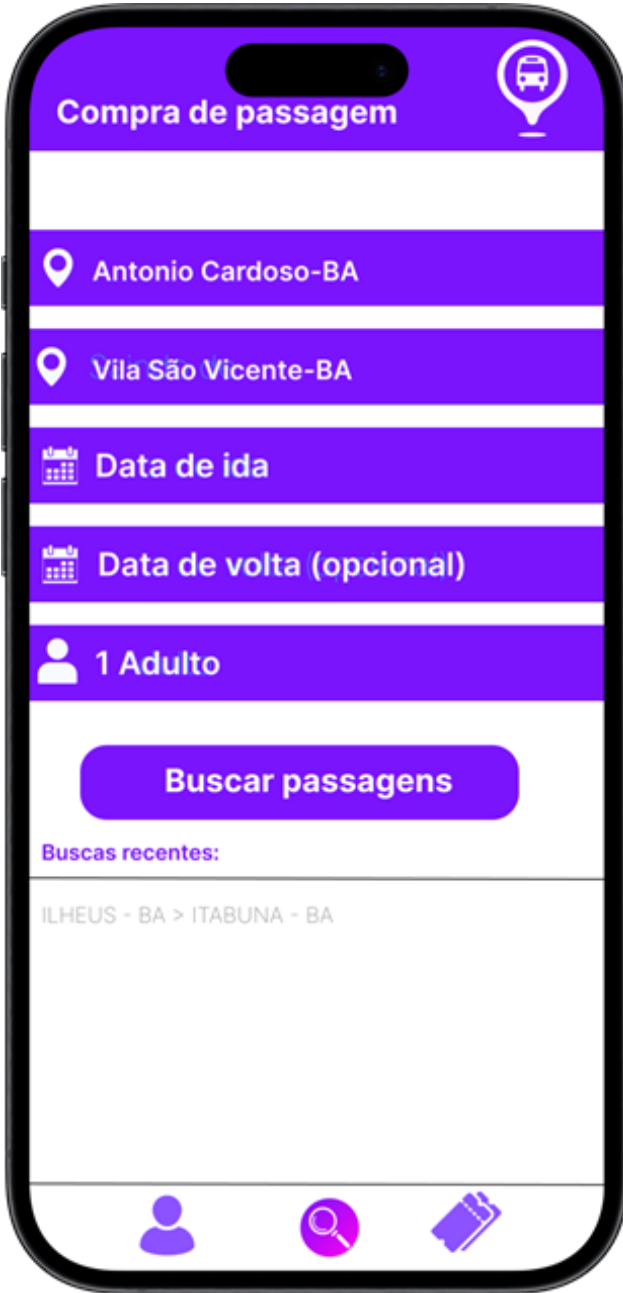 Compra de passagem
Antonio Cardoso-BA
Vila São Vicente-BA
Data de ida
Data de volta (opcional)
1 Adulto
Buscar passagens
Buscas recentes:
ILHEUS - BA > ITABUNA - BA